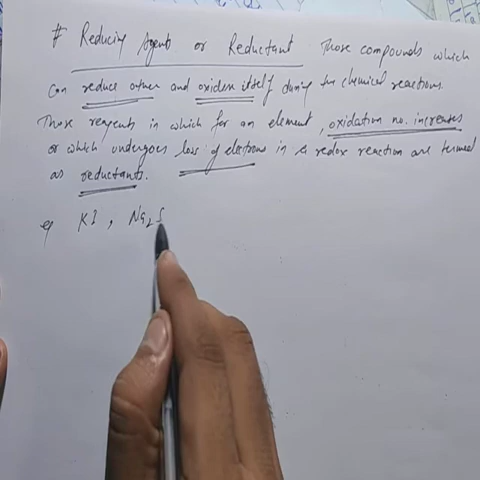 # Reducing Agents or Reductant Those compounds which
can reduce other and oxidise itself during the chemical reactions.
Those reagents in which for an element, oxidation no. increases
or which undergoes loss of electrons in a redox reaction are termed
as reductants.
eg KI, Na2S